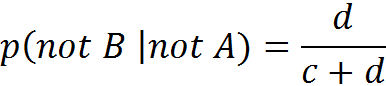 p(not B |not A) = d / (c + d)